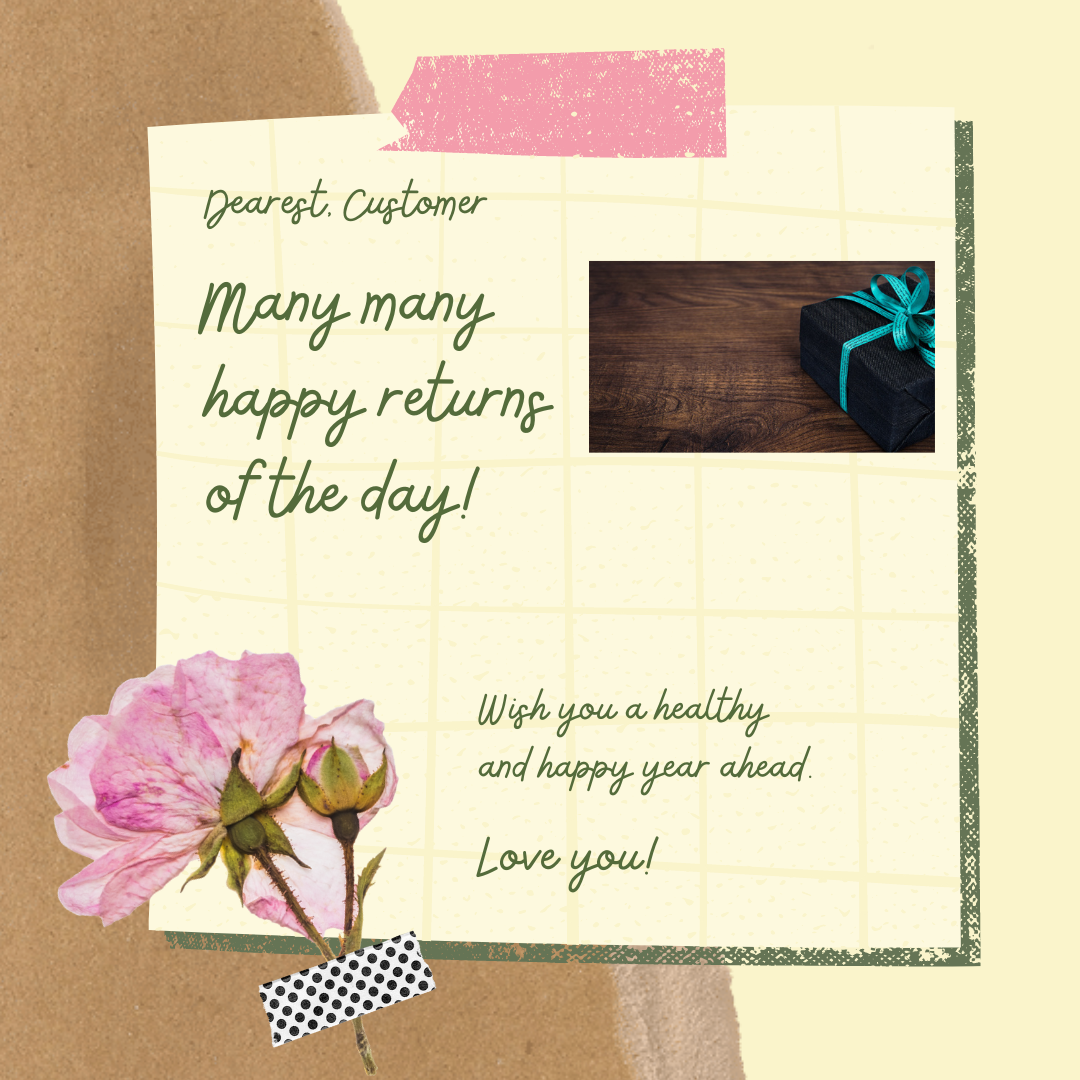 Dearest, Customer
Many many
happy returns
of the day!
Wish you a healthy
and happy year ahead.
Love you!